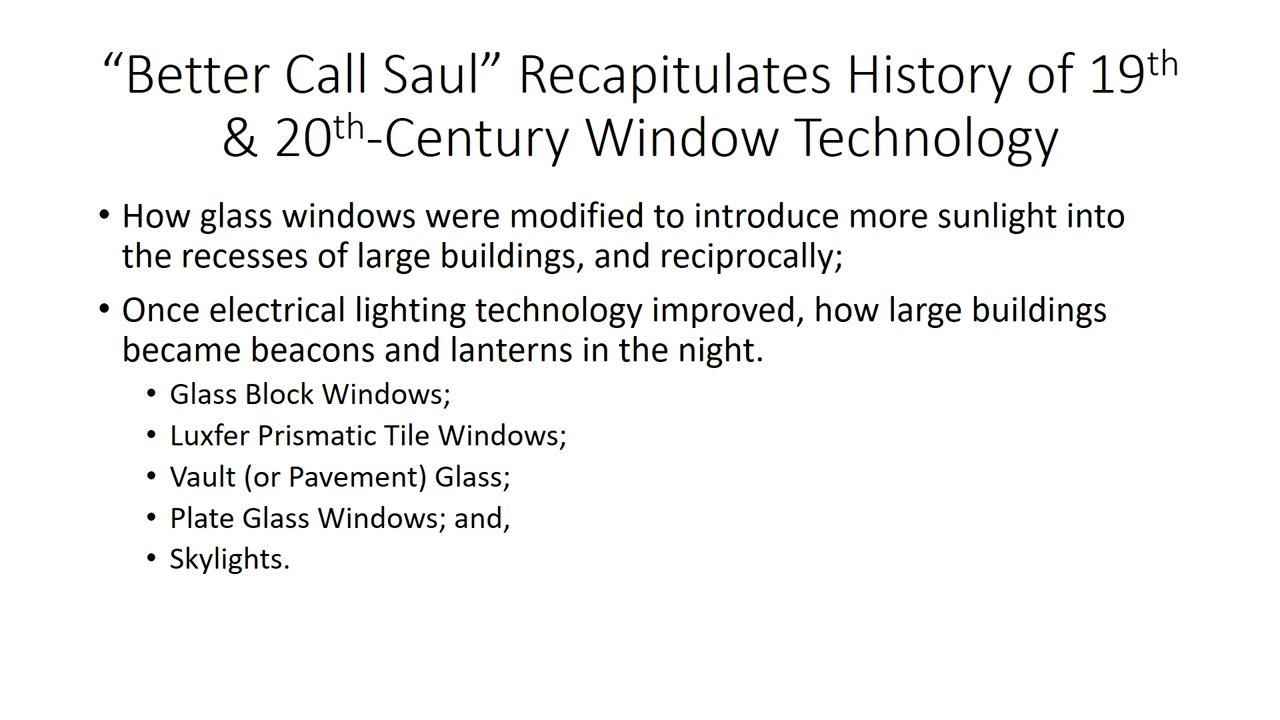 “Better Call Saul” Recapitulates History of 19th
& 20th-Century Window Technology
• How glass windows were modified to introduce more sunlight into
the recesses of large buildings, and reciprocally;
• Once electrical lighting technology improved, how large buildings
became beacons and lanterns in the night.
• Glass Block Windows;
• Luxfer Prismatic Tile Windows;
• Vault (or Pavement) Glass;
• Plate Glass Windows; and,
• Skylights.